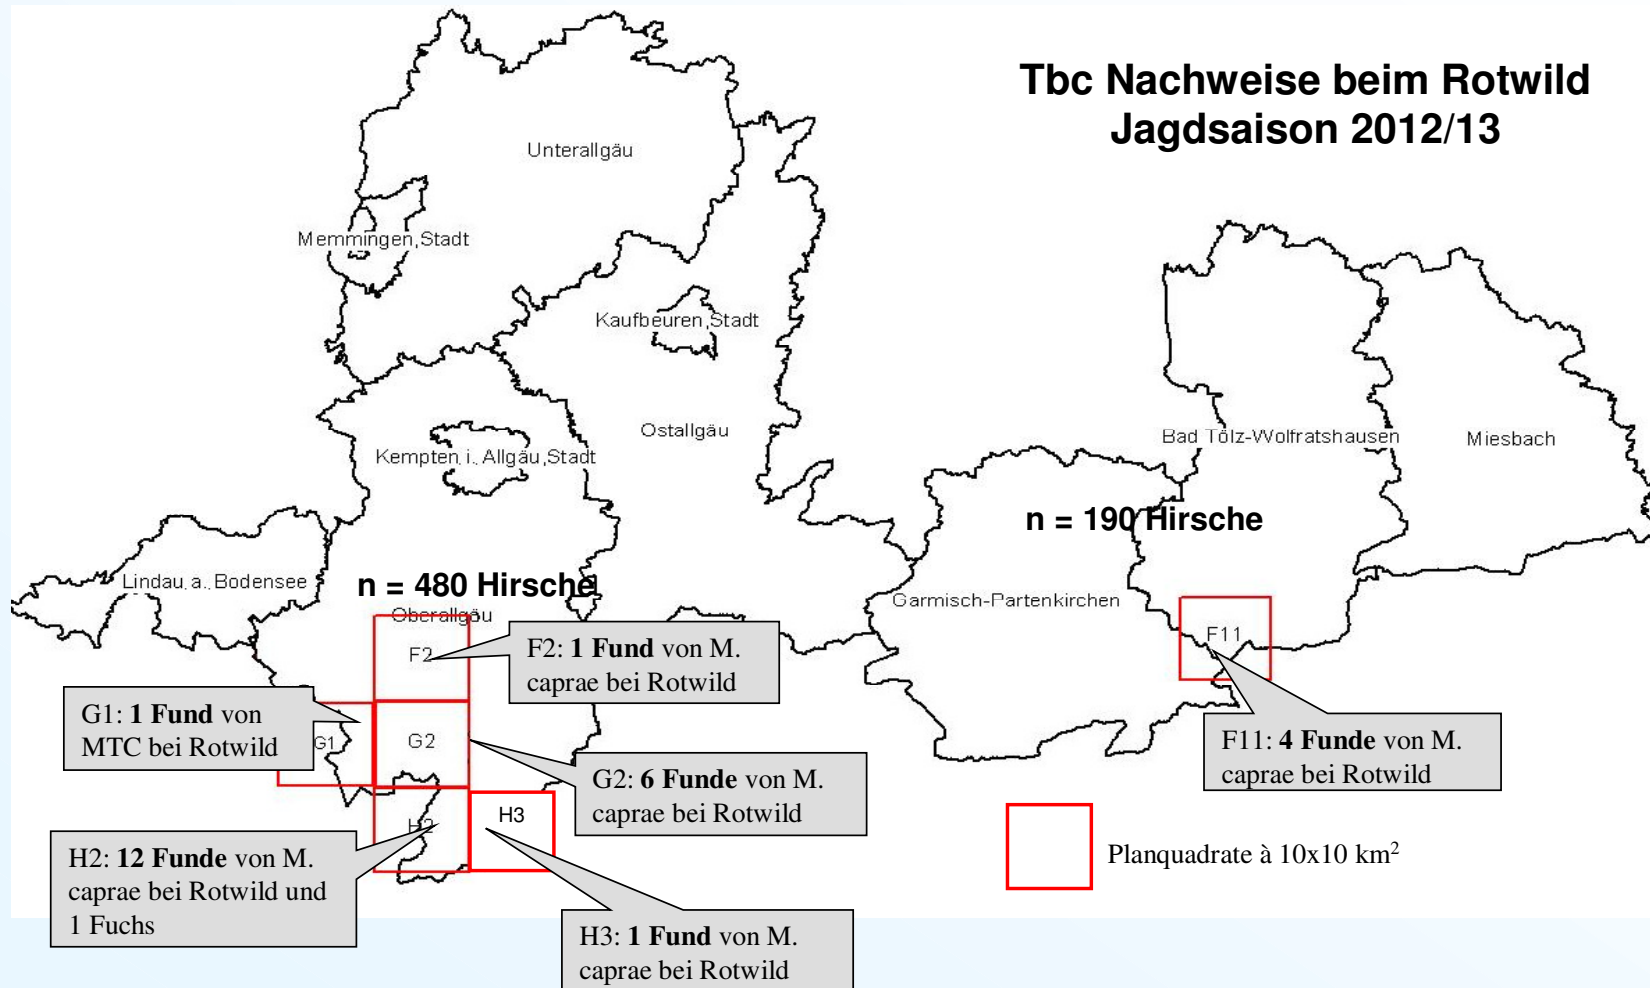 Tbc Nachweise beim Rotwild
Jagdsaison 2012/13
Unterallgäu
Memmingen,Stadt
Kaufbeuren,Stadt
Ostallgäu
Kempten i. Allgäu,Stadt
Bad Tölz-Wolfratshausen
Miesbach
n = 190 Hirsche
Lindau a. Bodensee
n = 480 Hirsche
Oberallgäu
Garmisch-Partenkirchen
F2
F2: 1 Fund von M.
caprae bei Rotwild
F11
G1: 1 Fund von
MTC bei Rotwild
G1
G2
G2: 6 Funde von M.
caprae bei Rotwild
F11: 4 Funde von M.
caprae bei Rotwild
H2
H3
H2: 12 Funde von M.
caprae bei Rotwild und
1 Fuchs
Planquadrate à 10x10 km²
H3: 1 Fund von M.
caprae bei Rotwild